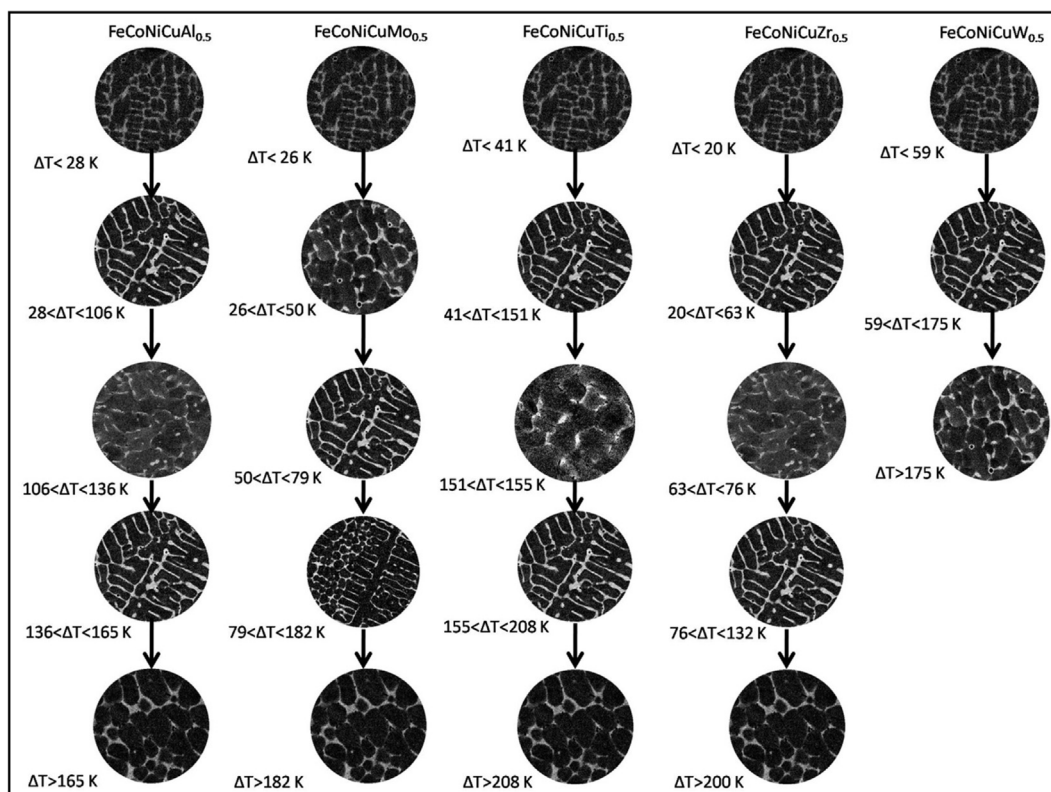 FeCoNiCuAl0.5 FeCoNiCuMo0.5 FeCoNiCuTi0.5 FeCoNiCuZr0.5 FeCoNiCuW0.5
ΔT< 28 K ΔT< 26 K ΔT< 41 K ΔT< 20 K ΔT< 59 K
28<ΔT<106 K 26<ΔT<50 K 41<ΔT<151 K 20<ΔT<63 K 59<ΔT<175 K
106<ΔT<136 K 50<ΔT<79 K 151<ΔT<155 K 63<ΔT<76 K ΔT>175 K
136<ΔT<165 K 79<ΔT<182 K 155<ΔT<208 K 76<ΔT<132 K
ΔT>165 K ΔT>182 K ΔT>208 K ΔT>200 K